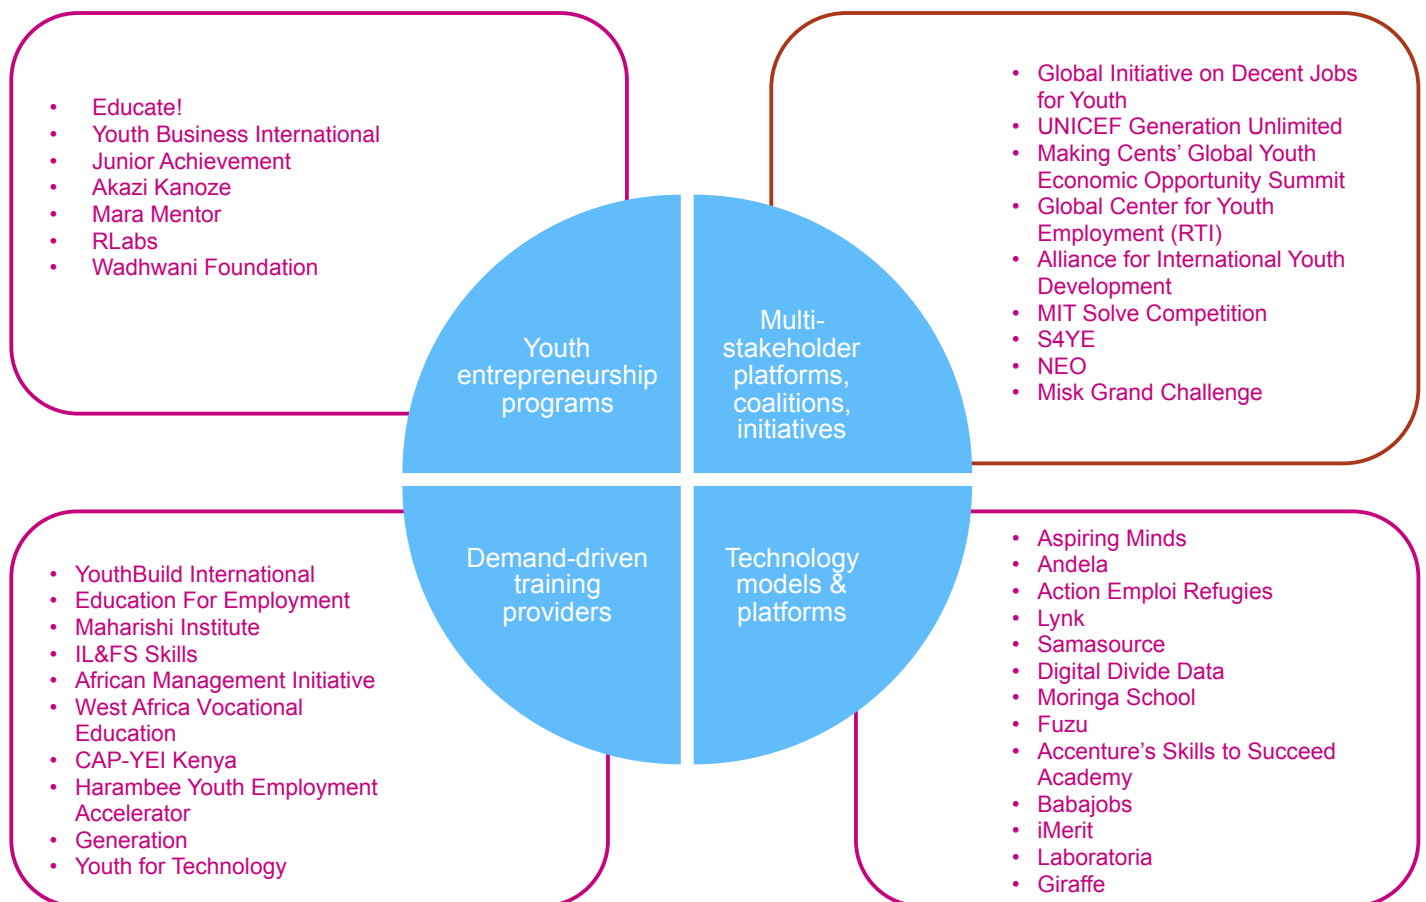 • Educate!
• Youth Business International
• Junior Achievement
• Akazi Kanoze
• Mara Mentor
• RLabs
• Wadhwani Foundation
• Global Initiative on Decent Jobs
for Youth
• UNICEF Generation Unlimited
• Making Cents’ Global Youth
Economic Opportunity Summit
• Global Center for Youth
Employment (RTI)
• Alliance for International Youth
Development
• MIT Solve Competition
• S4YE
• NEO
• Misk Grand Challenge
Youth
entrepreneurship
programs
Multi-
stakeholder
platforms,
coalitions,
initiatives
Demand-driven
training
providers
Technology
models &
platforms
• YouthBuild International
• Education For Employment
• Maharishi Institute
• IL&FS Skills
• African Management Initiative
• West Africa Vocational
Education
• CAP-YEI Kenya
• Harambee Youth Employment
Accelerator
• Generation
• Youth for Technology
• Aspiring Minds
• Andela
• Action Emploi Refugies
• Lynk
• Samasource
• Digital Divide Data
• Moringa School
• Fuzu
• Accenture’s Skills to Succeed
Academy
• Babajobs
• iMerit
• Laboratoria
• Giraffe